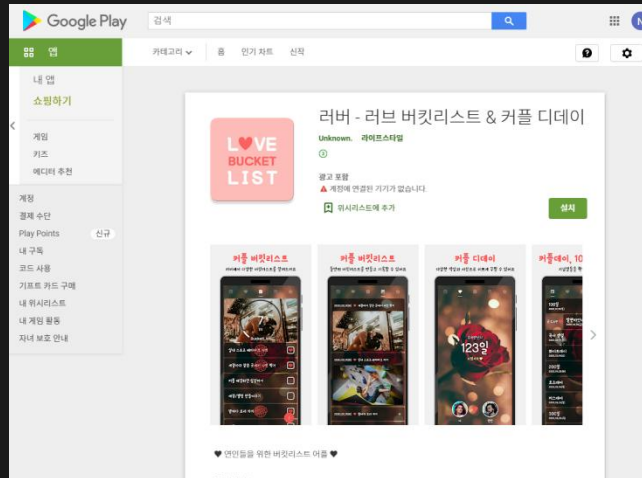 Google Play
검색
앱
카테고리
홈
인기 차트
신작
내 앱
쇼핑하기
게임
키즈
에디터 추천
계정
결제 수단
Play Points
신규
내 구독
코드 사용
기프트 카드 구매
내 위시리스트
내 게임 활동
자녀 보호 안내
LOVE
BUCKET
LIST
러버 - 러브 버킷리스트 & 커플 디데이
Unknown. 라이프스타일
광고 포함
계정에 연결된 기기가 없습니다.
위시리스트에 추가
설치
커플 버킷리스트
커플 버킷리스트
커플 디데이
커플데이, 10
123일
♥ 연인들을 위한 버킷리스트 어플 ♥